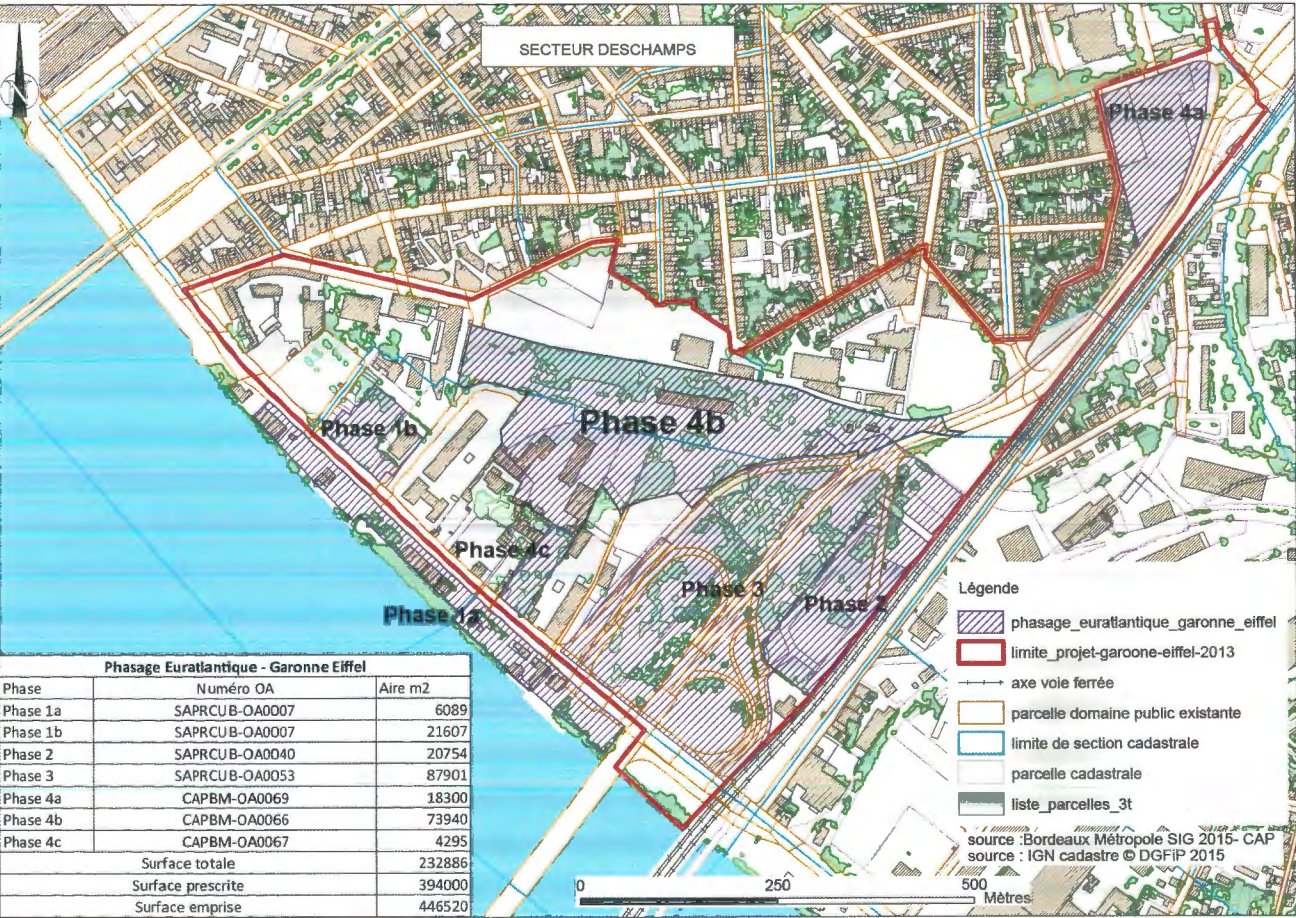 SECTEUR DESCHAMPS
N
Phase 4a
Phase 4b
Phase 1b
Phase 4c
Phase 3
Phase 2
Phase 1a
Légende
phasage_euratlantique_garonne_eiffel
limite_projet-garoone-eiffel-2013
axe voie ferrée
parcelle domaine public existante
limite de section cadastrale
parcelle cadastrale
liste_parcelles_3t
source :Bordeaux Métropole SIG 2015- CAP
source : IGN cadastre © DGFiP 2015
0 250 500
Mètres
Phasage Euratlantique - Garonne Eiffel
Phase Numéro OA Aire m2
Phase 1a SAPRCUB-OA0007 6089
Phase 1b SAPRCUB-OA0007 21607
Phase 2 SAPRCUB-OA0040 20754
Phase 3 SAPRCUB-OA0053 87901
Phase 4a CAPBM-OA0069 18300
Phase 4b CAPBM-OA0066 73940
Phase 4c CAPBM-OA0067 4295
Surface totale 232886
Surface prescrite 394000
Surface emprise 446520